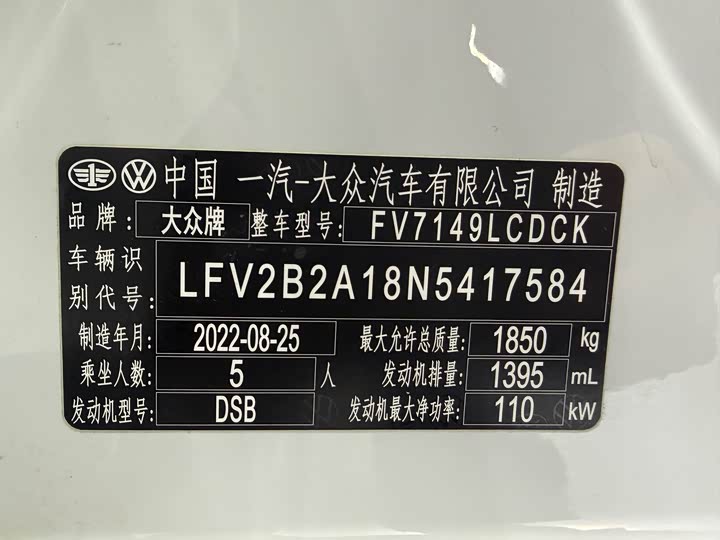 中国 一汽-大众汽车有限公司 制造
品牌: 大众牌 整车型号: FV7149LCDCK
车辆识别代号: LFV2B2A18N5417584
制造年月: 2022-08-25 最大允许总质量: 1850 kg
乘坐人数: 5 人 发动机排量: 1395 mL
发动机型号: DSB 发动机最大净功率: 110 kW